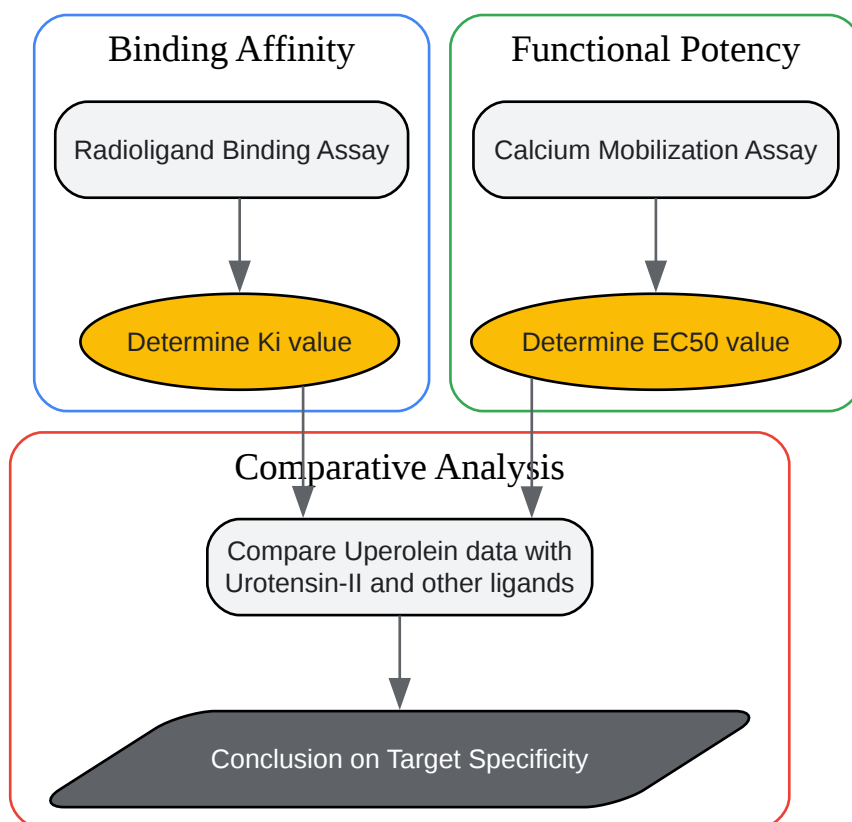 Binding Affinity
Radioligand Binding Assay
Determine Ki value
Functional Potency
Calcium Mobilization Assay
Determine EC50 value
Comparative Analysis
Compare Uperolein data with
Urotensin-II and other ligands
Conclusion on Target Specificity